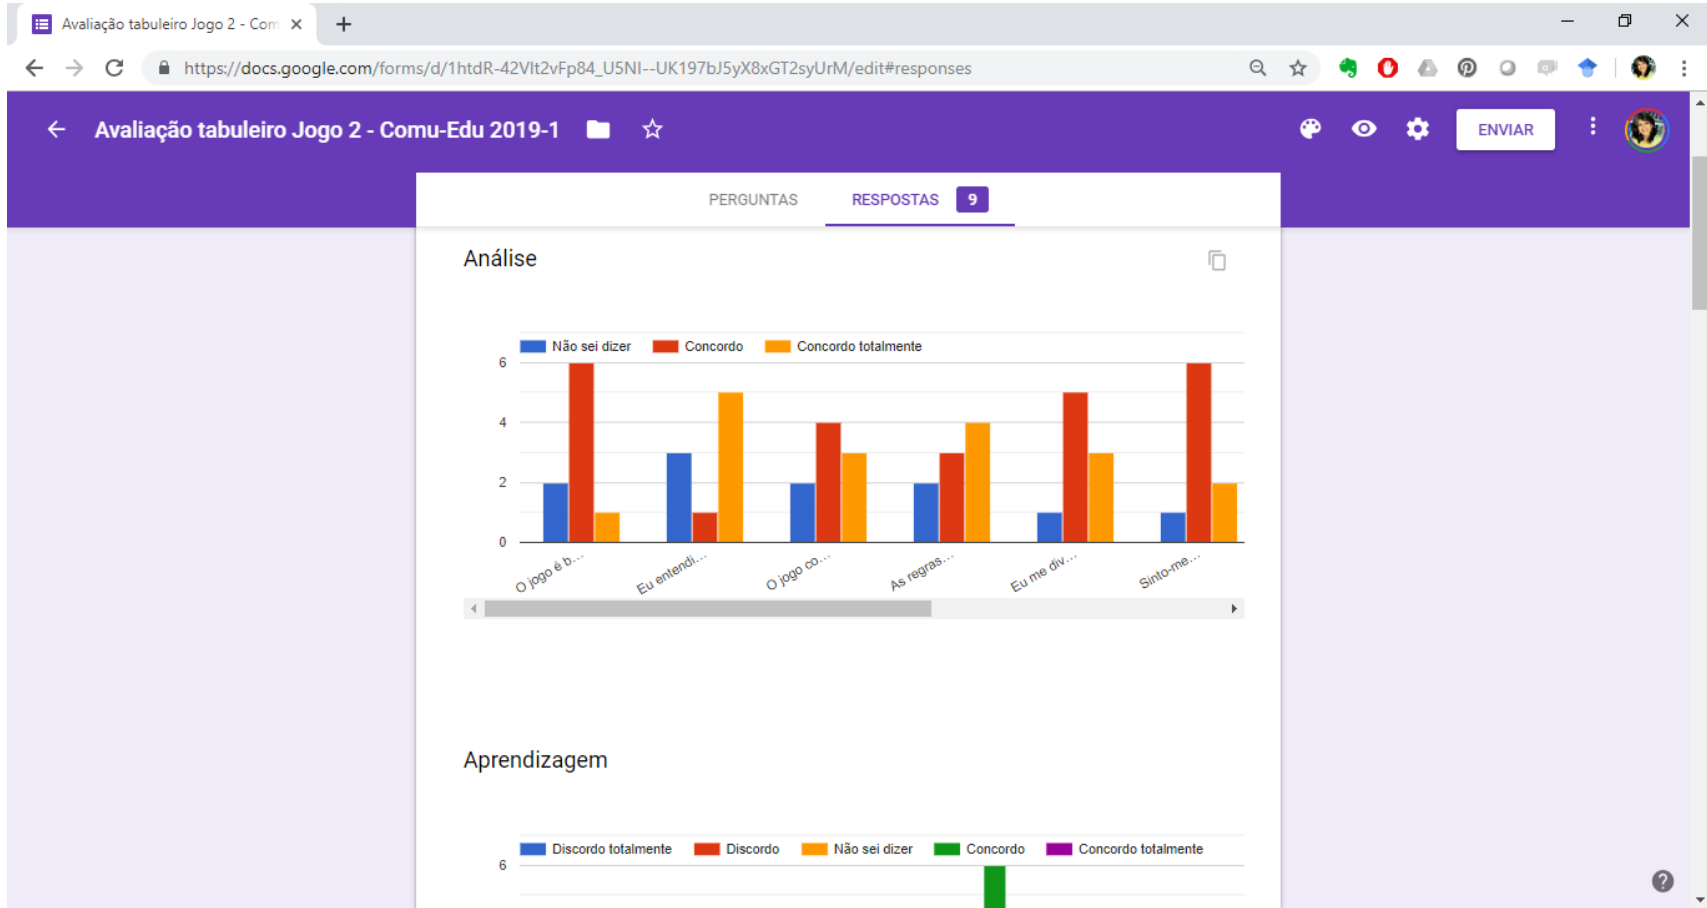 Avaliação tabuleiro Jogo 2 - Com
https://docs.google.com/forms/d/1htdR-42VIt2vFp84_U5NI--UK197bJ5yX8xGT2syUrM/edit#responses
Avaliação tabuleiro Jogo 2 - Comu-Edu 2019-1
ENVIAR
PERGUNTAS RESPOSTAS 9
Análise
Não sei dizer Concordo Concordo totalmente
6
4
2
0
O jogo é b... Eu entendi... O jogo co... As regras... Eu me div... Sinto-me...
Aprendizagem
Discordo totalmente Discordo Não sei dizer Concordo Concordo totalmente
6